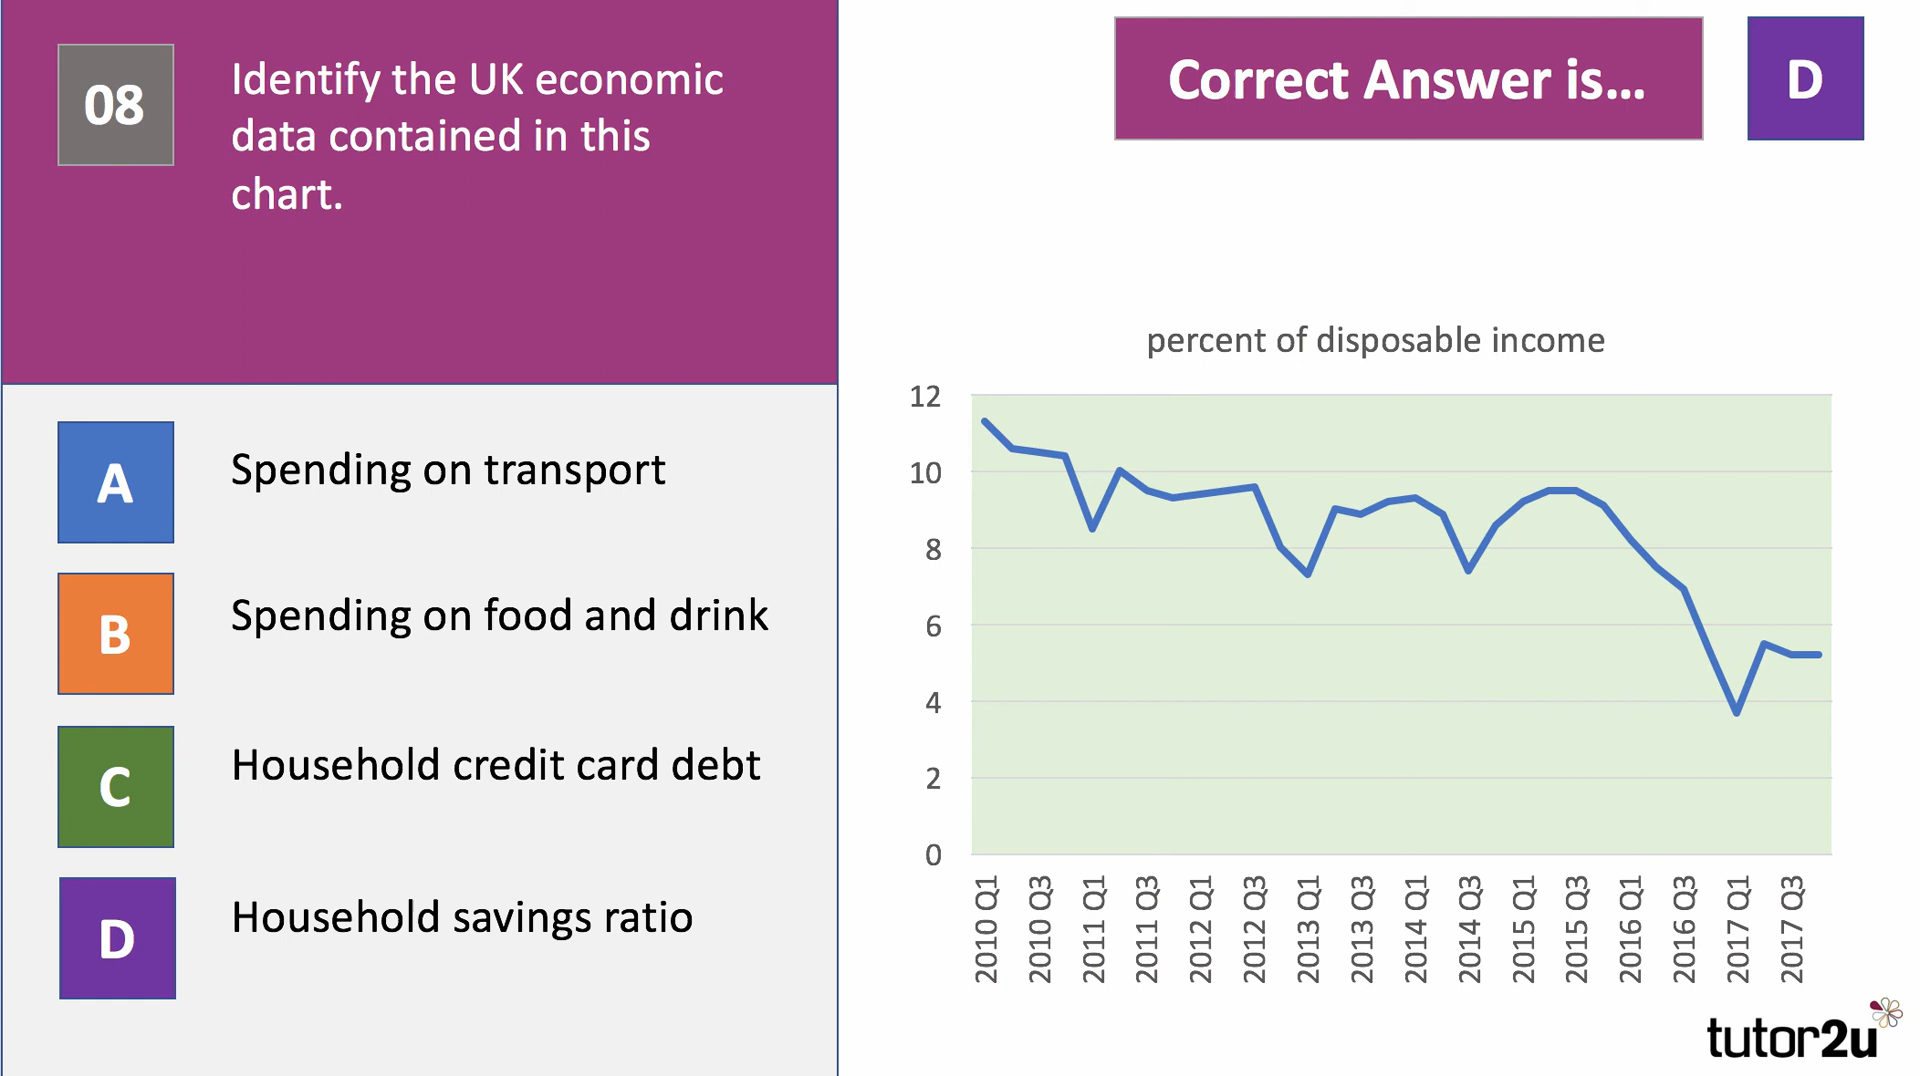 08
Identify the UK economic
data contained in this
chart.
Correct Answer is...
D
A
Spending on transport
B
Spending on food and drink
C
Household credit card debt
D
Household savings ratio
percent of disposable income
12
10
8
6
4
2
0
2010 Q1
2010 Q3
2011 Q1
2011 Q3
2012 Q1
2012 Q3
2013 Q1
2013 Q3
2014 Q1
2014 Q3
2015 Q1
2015 Q3
2016 Q1
2016 Q3
2017 Q1
2017 Q3
tutor2u